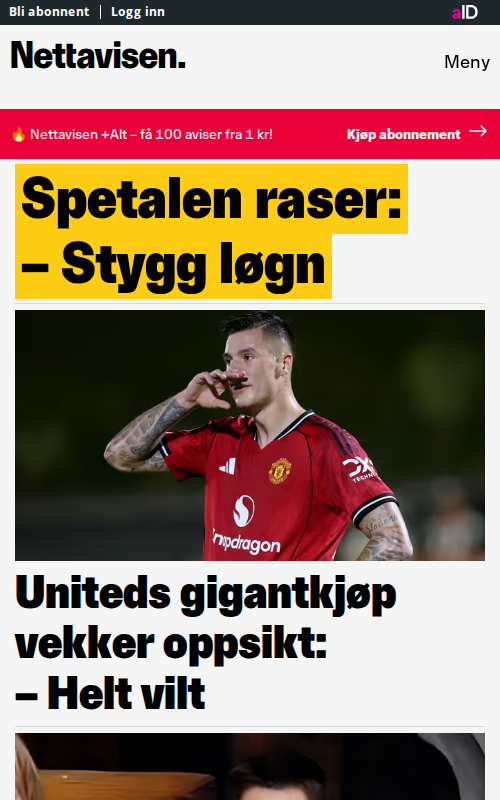 Bli abonnent | Logg inn
aID
Nettavisen.
Meny
🔥 Nettavisen +Alt – få 100 aviser fra 1 kr!
Kjøp abonnement →
Spetalen raser:
– Stygg løgn
Snapdragon
Uniteds gigantkjøp
vekker oppsikt:
– Helt vilt